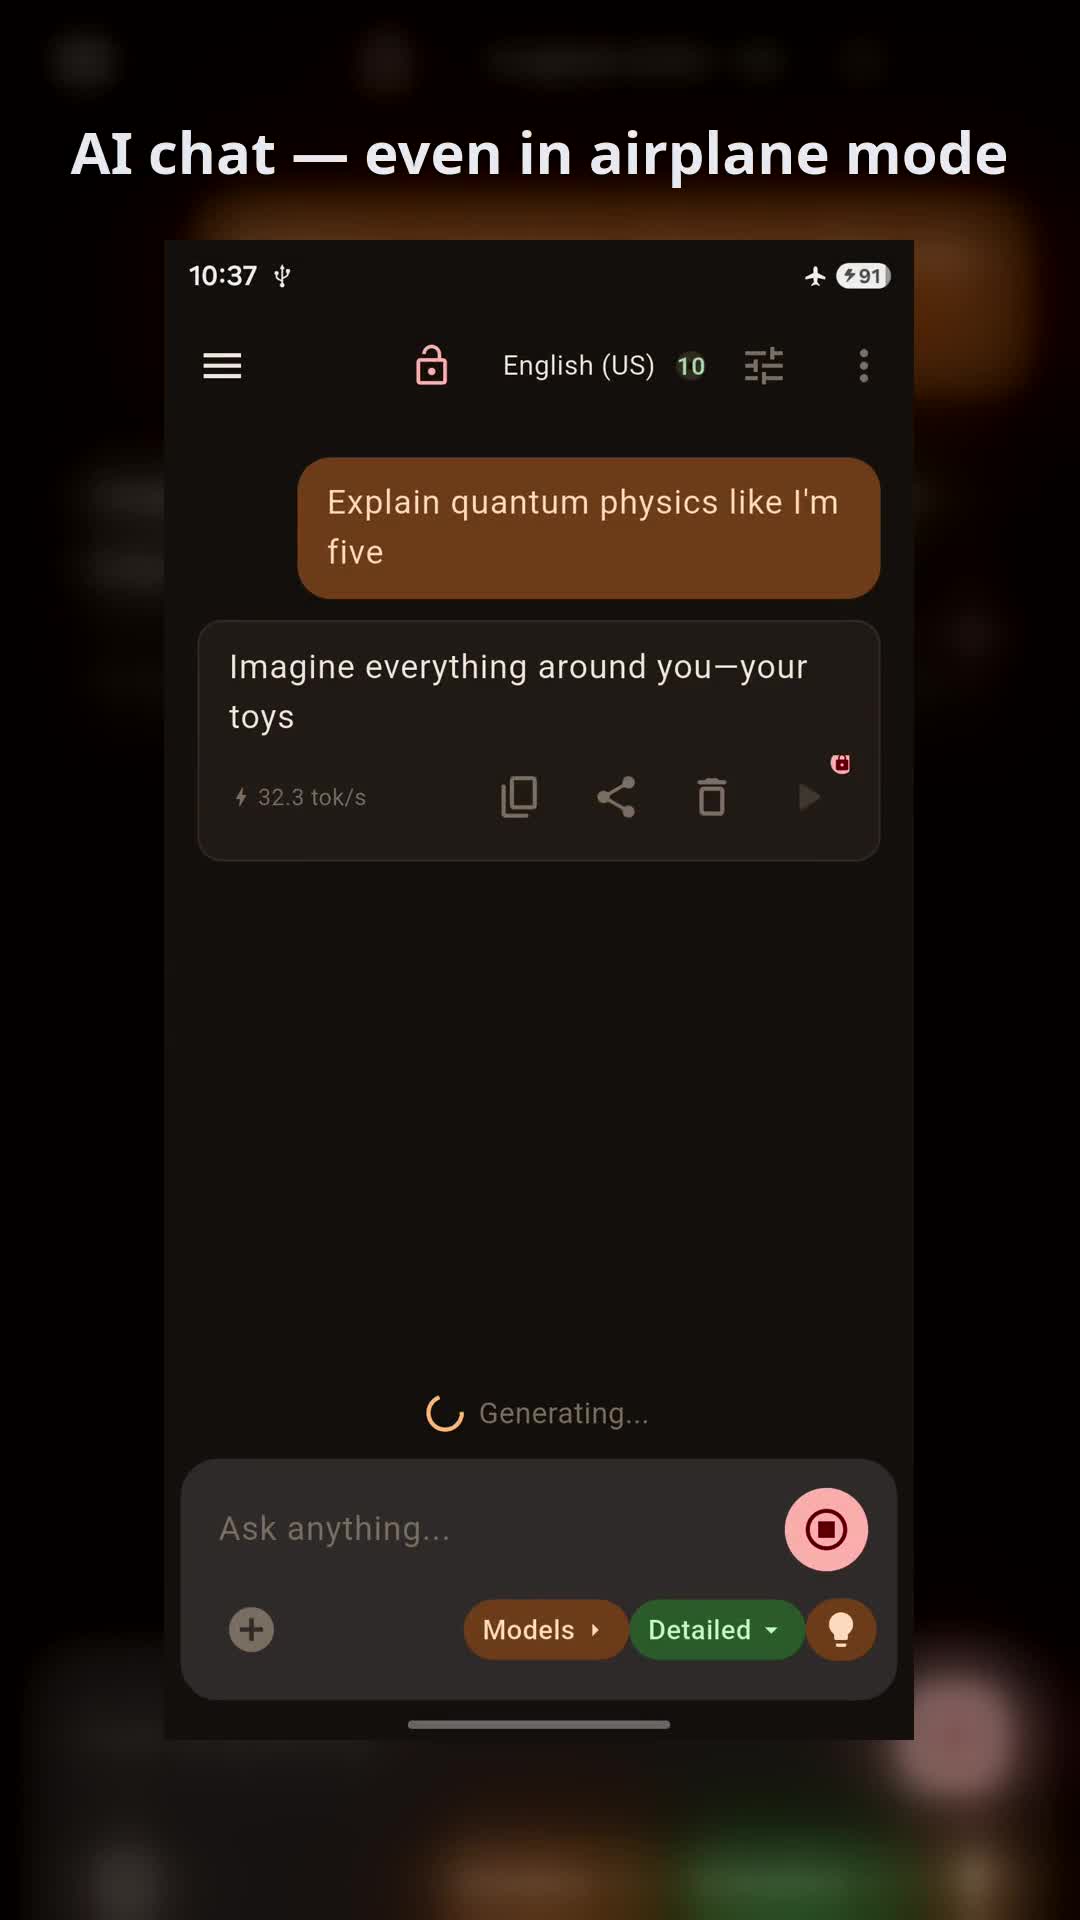 AI chat — even in airplane mode
10:37
91
English (US) 10
Explain quantum physics like I'm
five
Imagine everything around you—your
toys
32.3 tok/s
Generating...
Ask anything...
Models
Detailed